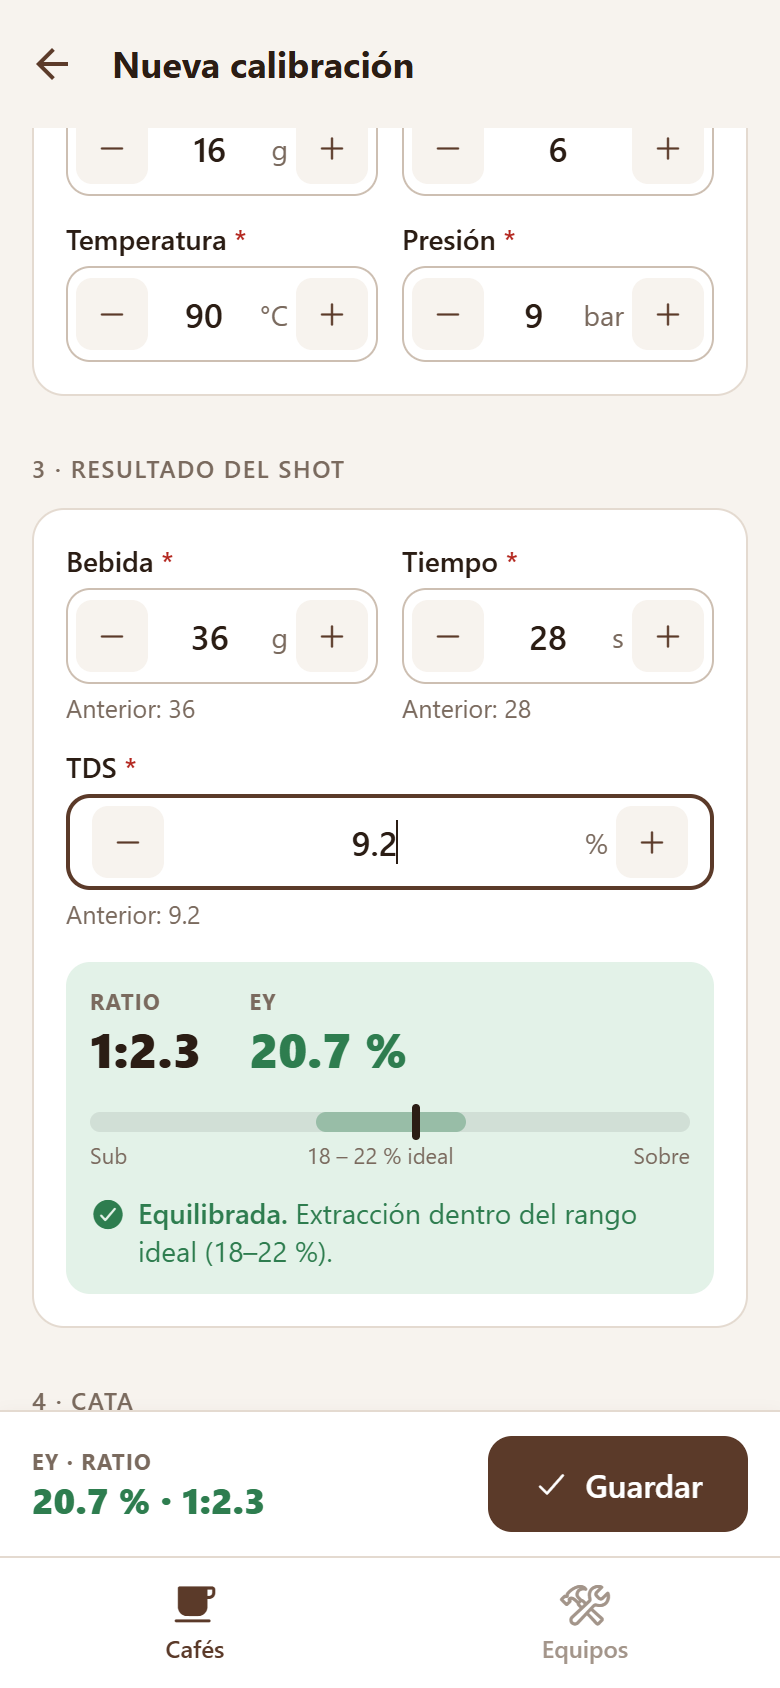 Nueva calibración
− 16 g + − 6 +
Temperatura * Presión *
− 90 °C + − 9 bar +
3 · RESULTADO DEL SHOT
Bebida * Tiempo *
− 36 g + − 28 s +
Anterior: 36 Anterior: 28
TDS *
− 9.2 % +
Anterior: 9.2
RATIO EY
1:2.3 20.7 %
Sub 18 – 22 % ideal Sobre
Equilibrada. Extracción dentro del rango
ideal (18–22 %).
4 · CATA
EY · RATIO
20.7 % · 1:2.3
Guardar
Cafés Equipos